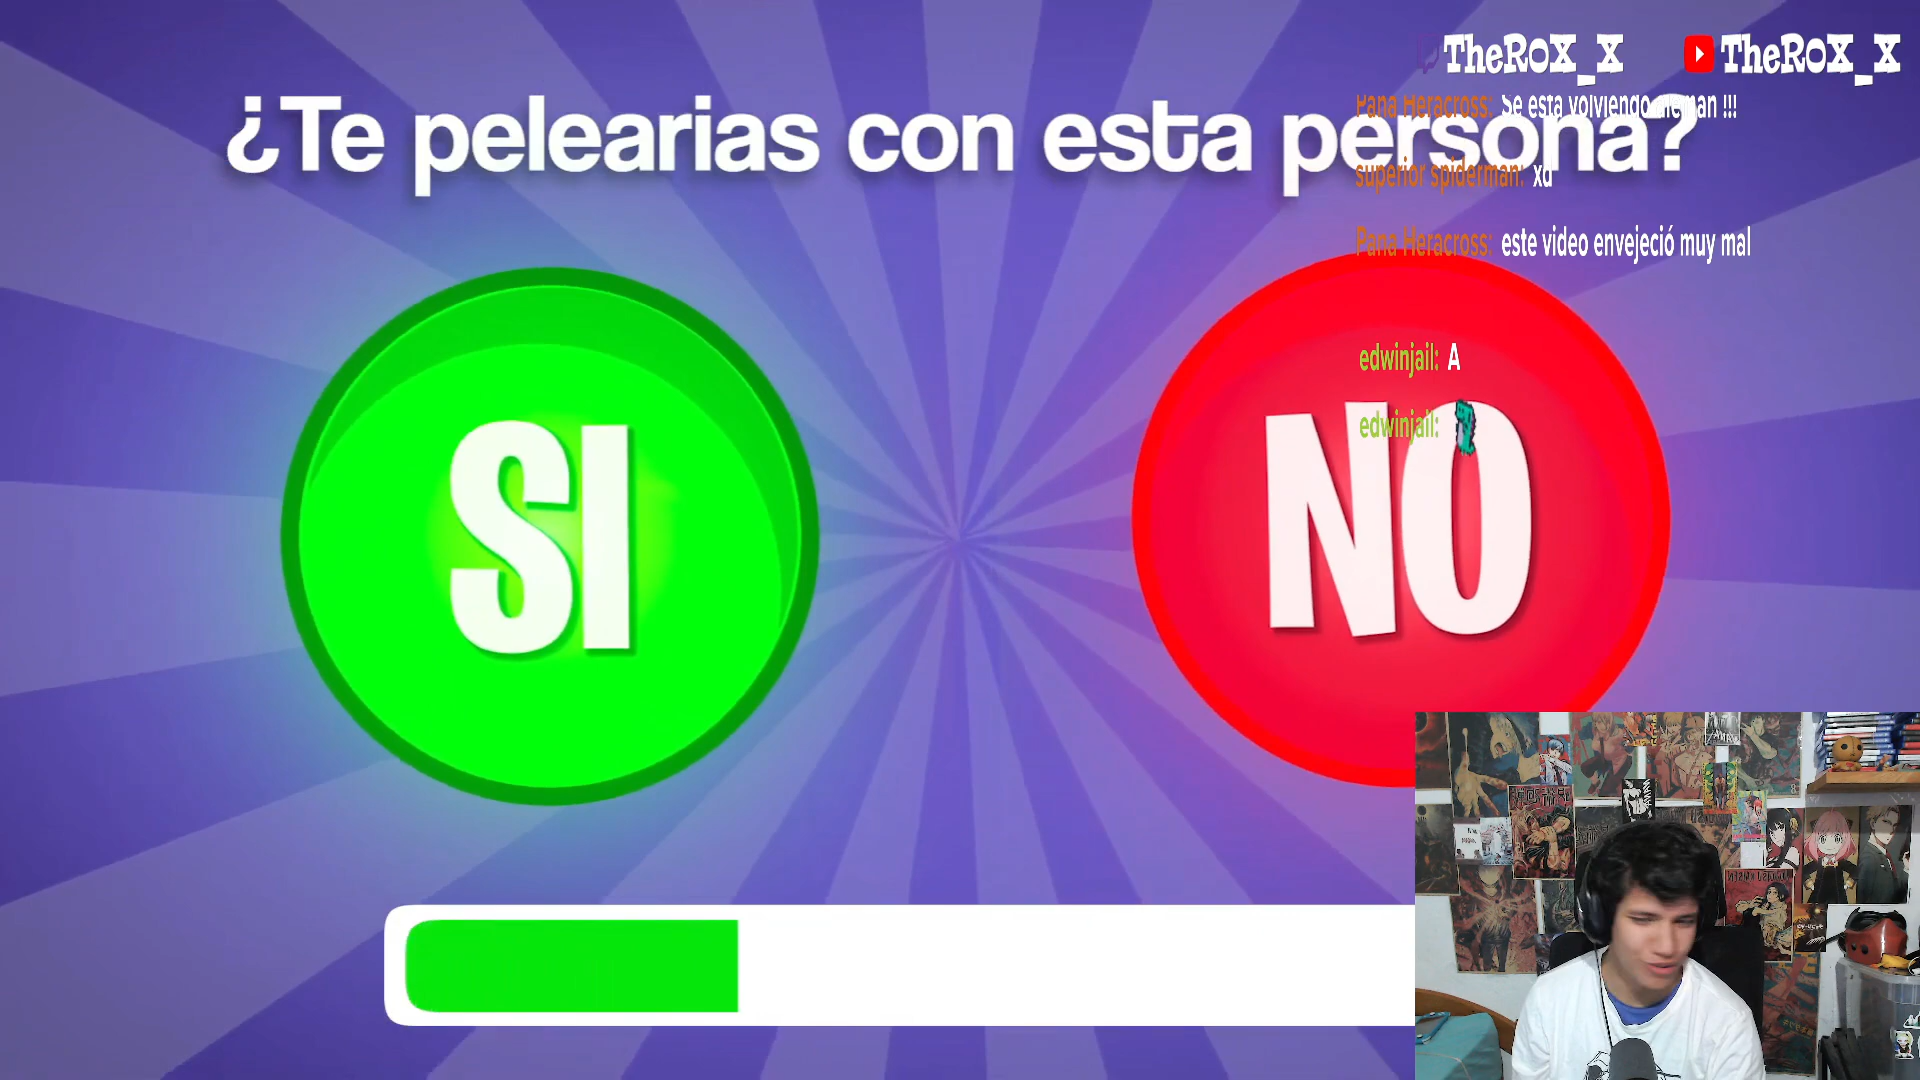 TheRoX_X TheRoX_X
Pana Heracross: Se esta volviendo aleman !!!
¿Te pelearias con esta persona?
superior spiderman: xd
Pana Heracross: este video envejeció muy mal
edwinjail: A
edwinjail:
SI
NO